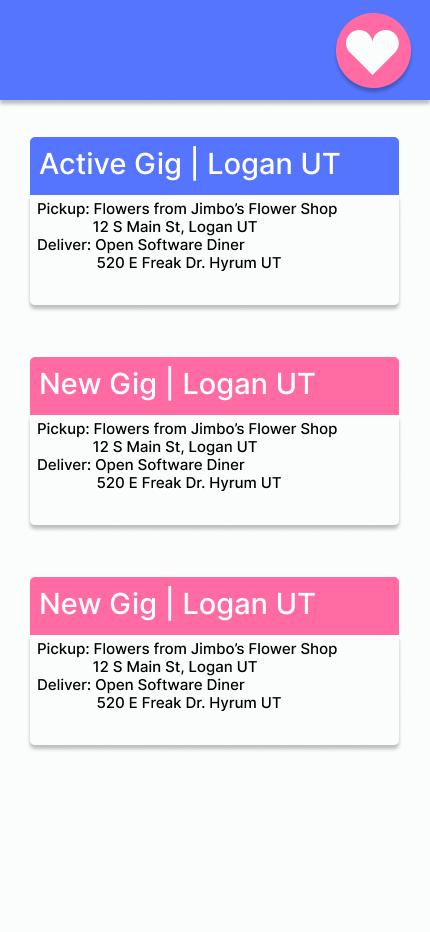 Active Gig | Logan UT
Pickup: Flowers from Jimbo’s Flower Shop
12 S Main St, Logan UT
Deliver: Open Software Diner
520 E Freak Dr. Hyrum UT
New Gig | Logan UT
Pickup: Flowers from Jimbo’s Flower Shop
12 S Main St, Logan UT
Deliver: Open Software Diner
520 E Freak Dr. Hyrum UT
New Gig | Logan UT
Pickup: Flowers from Jimbo’s Flower Shop
12 S Main St, Logan UT
Deliver: Open Software Diner
520 E Freak Dr. Hyrum UT